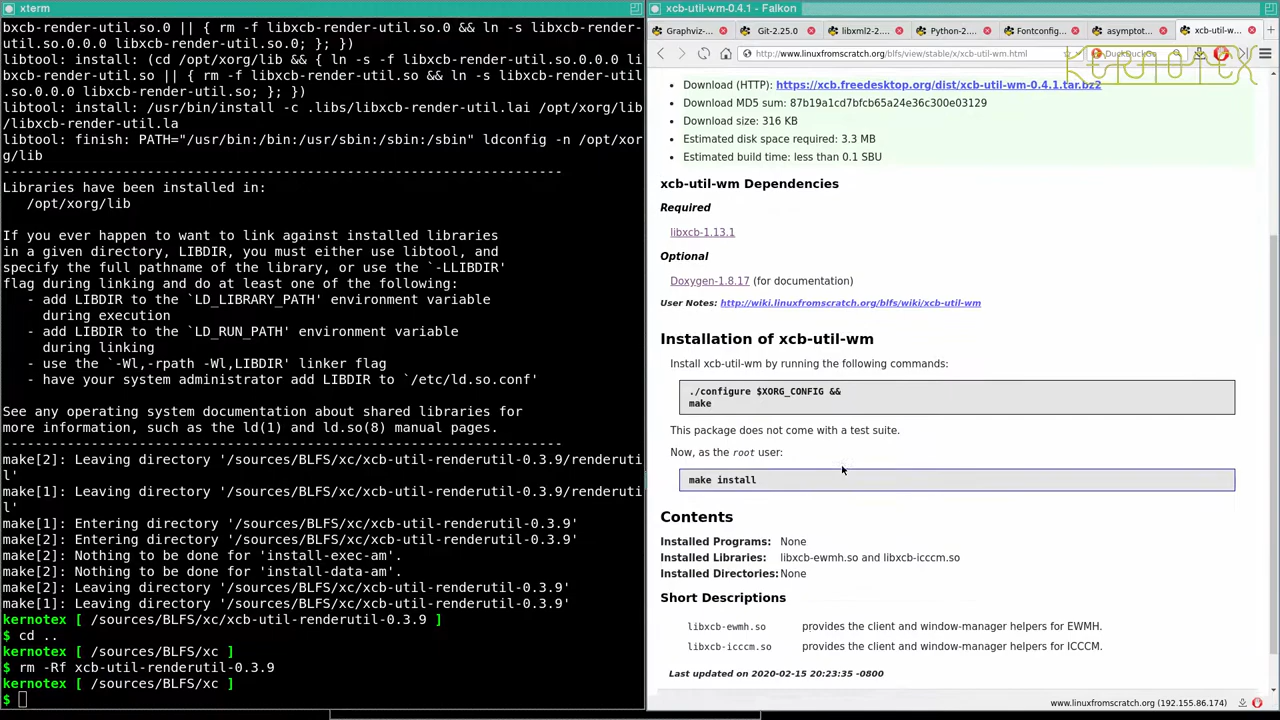 xterm
bxcb-render-util.so.0 || { rm -f libxcb-render-util.so.0 && ln -s libxcb-render-
util.so.0.0.0 libxcb-render-util.so.0; }; })
libtool: install: (cd /opt/xorg/lib && { ln -s -f libxcb-render-util.so.0.0.0 li
bxcb-render-util.so || { rm -f libxcb-render-util.so && ln -s libxcb-render-util
.so.0.0.0 libxcb-render-util.so; }; })
libtool: install: /usr/bin/install -c .libs/libxcb-render-util.lai /opt/xorg/lib
/libxcb-render-util.la
libtool: finish: PATH="/usr/bin:/bin:/usr/sbin:/sbin:/sbin" ldconfig -n /opt/xor
g/lib
----------------------------------------------------------------------
Libraries have been installed in:
   /opt/xorg/lib
If you ever happen to want to link against installed libraries
in a given directory, LIBDIR, you must either use libtool, and
specify the full pathname of the library, or use the `-LLIBDIR'
flag during linking and do at least one of the following:
   - add LIBDIR to the `LD_LIBRARY_PATH' environment variable
     during execution
   - add LIBDIR to the `LD_RUN_PATH' environment variable
     during linking
   - use the `-Wl,-rpath -Wl,LIBDIR' linker flag
   - have your system administrator add LIBDIR to `/etc/ld.so.conf'
See any operating system documentation about shared libraries for
more information, such as the ld(1) and ld.so(8) manual pages.
----------------------------------------------------------------------
make[2]: Leaving directory '/sources/BLFS/xc/xcb-util-renderutil-0.3.9/renderuti
l'
make[1]: Leaving directory '/sources/BLFS/xc/xcb-util-renderutil-0.3.9/renderuti
l'
make[1]: Entering directory '/sources/BLFS/xc/xcb-util-renderutil-0.3.9'
make[2]: Entering directory '/sources/BLFS/xc/xcb-util-renderutil-0.3.9'
make[2]: Nothing to be done for 'install-exec-am'.
make[2]: Nothing to be done for 'install-data-am'.
make[2]: Leaving directory '/sources/BLFS/xc/xcb-util-renderutil-0.3.9'
make[1]: Leaving directory '/sources/BLFS/xc/xcb-util-renderutil-0.3.9'
kernotex [ /sources/BLFS/xc/xcb-util-renderutil-0.3.9 ]
$ cd ..
kernotex [ /sources/BLFS/xc ]
$ rm -Rf xcb-util-renderutil-0.3.9
kernotex [ /sources/BLFS/xc ]
$
xcb-util-wm-0.4.1 - Falkon
Graphviz-... Git-2.25.0 libxml2-2.... Python-2.... Fontconfig... asymptot... xcb-util-w...
http://www.linuxfromscratch.org/blfs/view/stable/x/xcb-util-wm.html DuckDuckGo
KERNOTEX
Download (HTTP): https://xcb.freedesktop.org/dist/xcb-util-wm-0.4.1.tar.bz2
Download MD5 sum: 87b19a1cd7bfcb65a24e36c300e03129
Download size: 316 KB
Estimated disk space required: 3.3 MB
Estimated build time: less than 0.1 SBU
xcb-util-wm Dependencies
Required
libxcb-1.13.1
Optional
Doxygen-1.8.17 (for documentation)
User Notes: http://wiki.linuxfromscratch.org/blfs/wiki/xcb-util-wm
Installation of xcb-util-wm
Install xcb-util-wm by running the following commands:
./configure $XORG_CONFIG &&
make
This package does not come with a test suite.
Now, as the root user:
make install
Contents
Installed Programs: None
Installed Libraries: libxcb-ewmh.so and libxcb-icccm.so
Installed Directories: None
Short Descriptions
libxcb-ewmh.so provides the client and window-manager helpers for EWMH.
libxcb-icccm.so provides the client and window-manager helpers for ICCCM.
Last updated on 2020-02-15 20:23:35 -0800
www.linuxfromscratch.org (192.155.86.174)